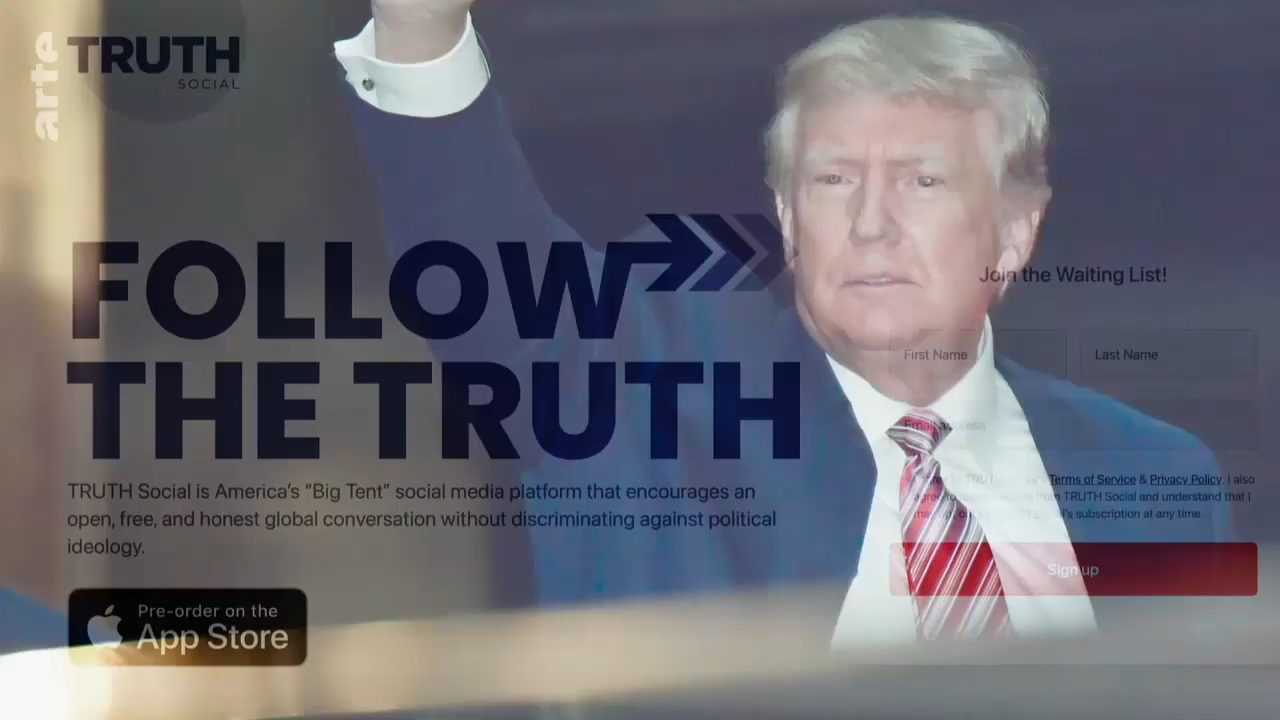 arte
TRUTH
SOCIAL
FOLLOW
THE TRUTH
TRUTH Social is America's “Big Tent” social media platform that encourages an
open, free, and honest global conversation without discriminating against political
ideology.
Pre-order on the
App Store
Join the Waiting List!
First Name
Last Name
Email address
Terms of Service & Privacy Policy. I also
from TRUTH Social and understand that I
subscription at any time.
Sign up